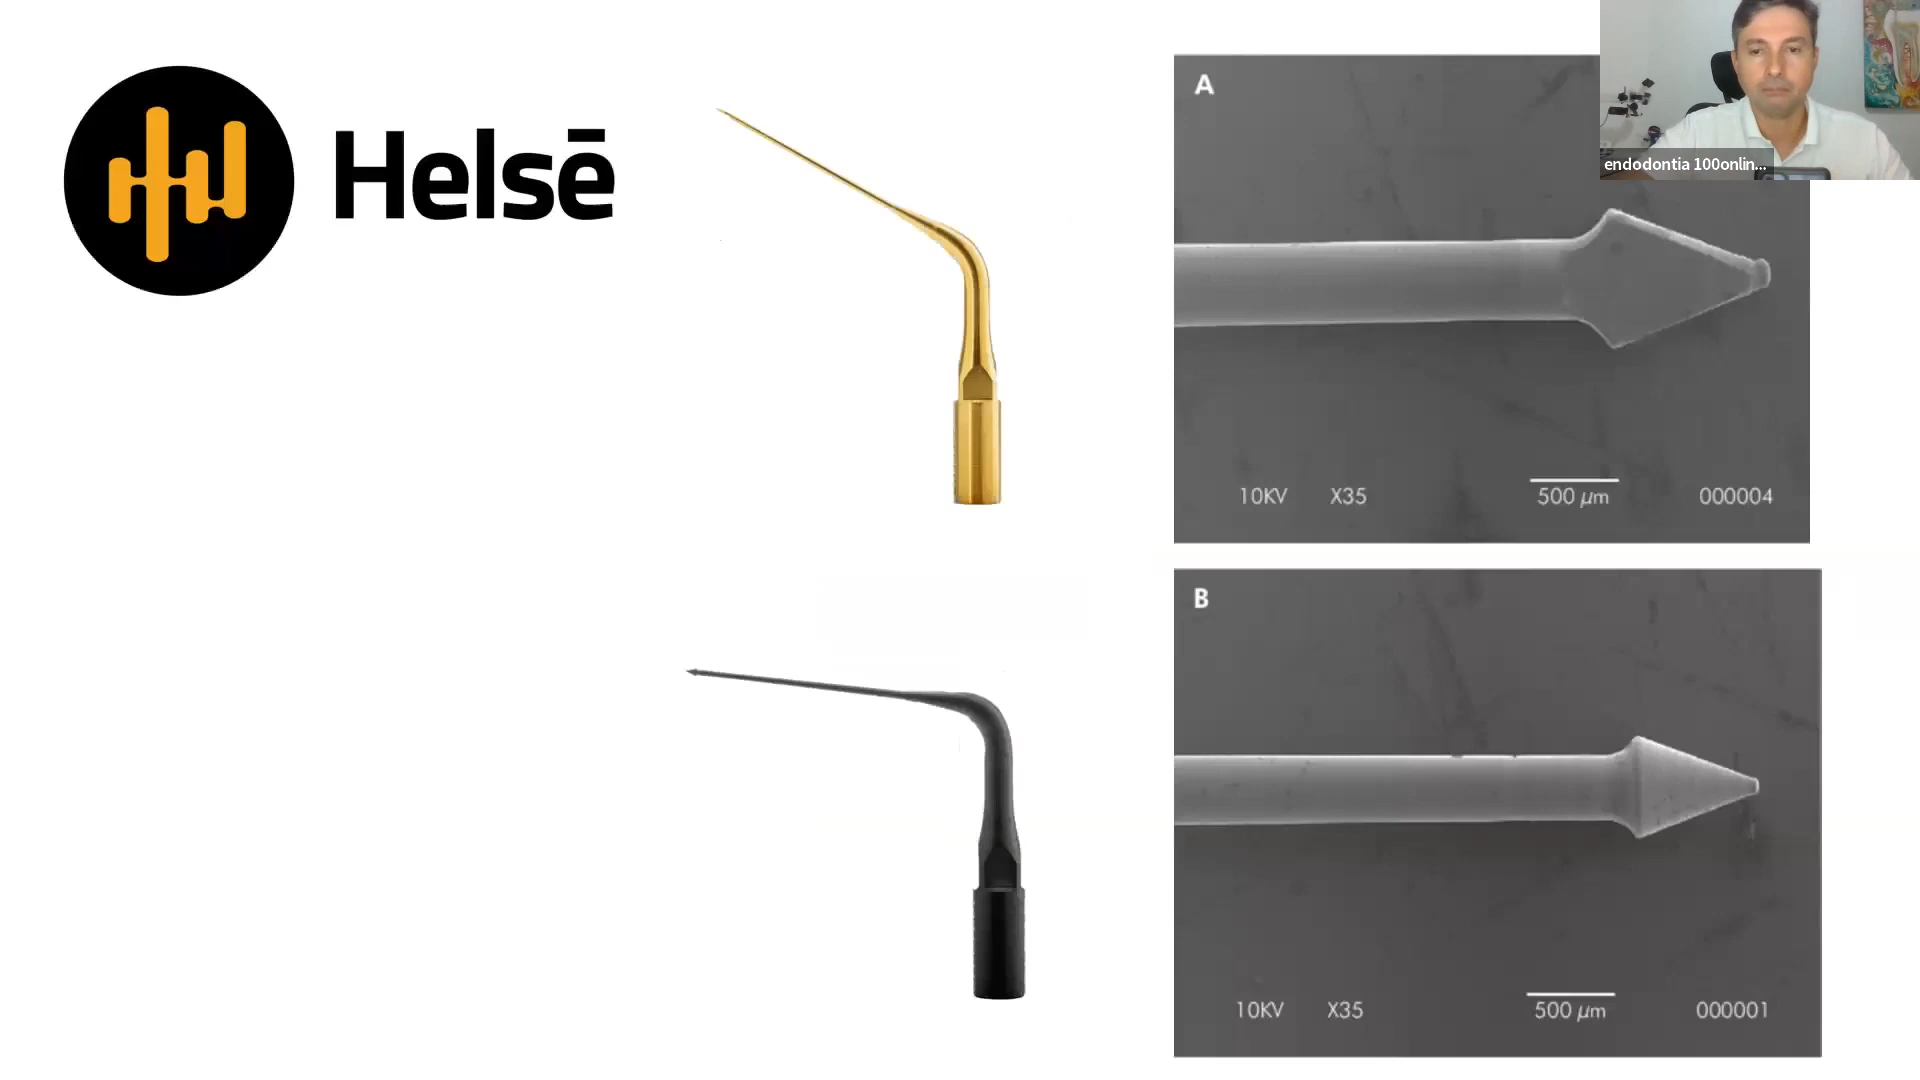 Helsē
A
endodontia 100onlin...
10KV X35 500 µm 000004
B
10KV X35 500 µm 000001